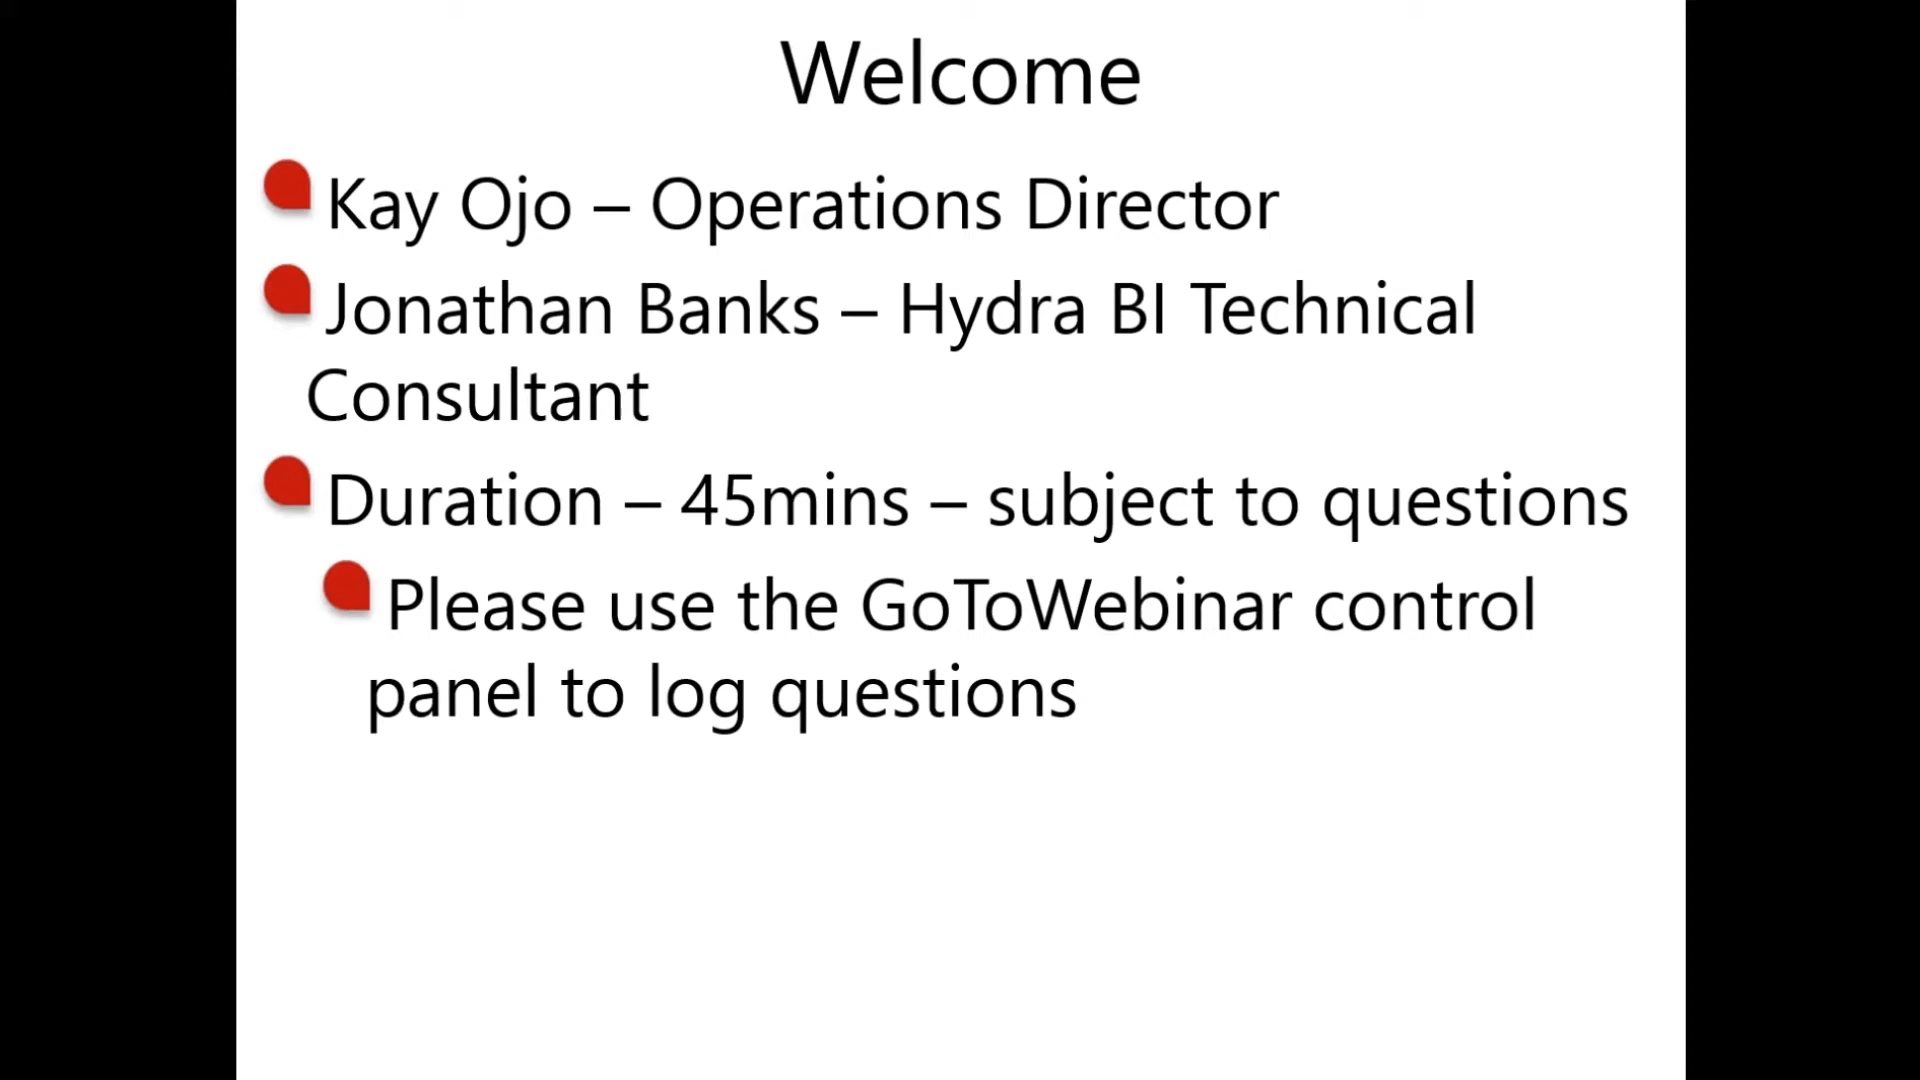 Welcome
Kay Ojo – Operations Director
Jonathan Banks – Hydra BI Technical
Consultant
Duration – 45mins – subject to questions
Please use the GoToWebinar control
panel to log questions